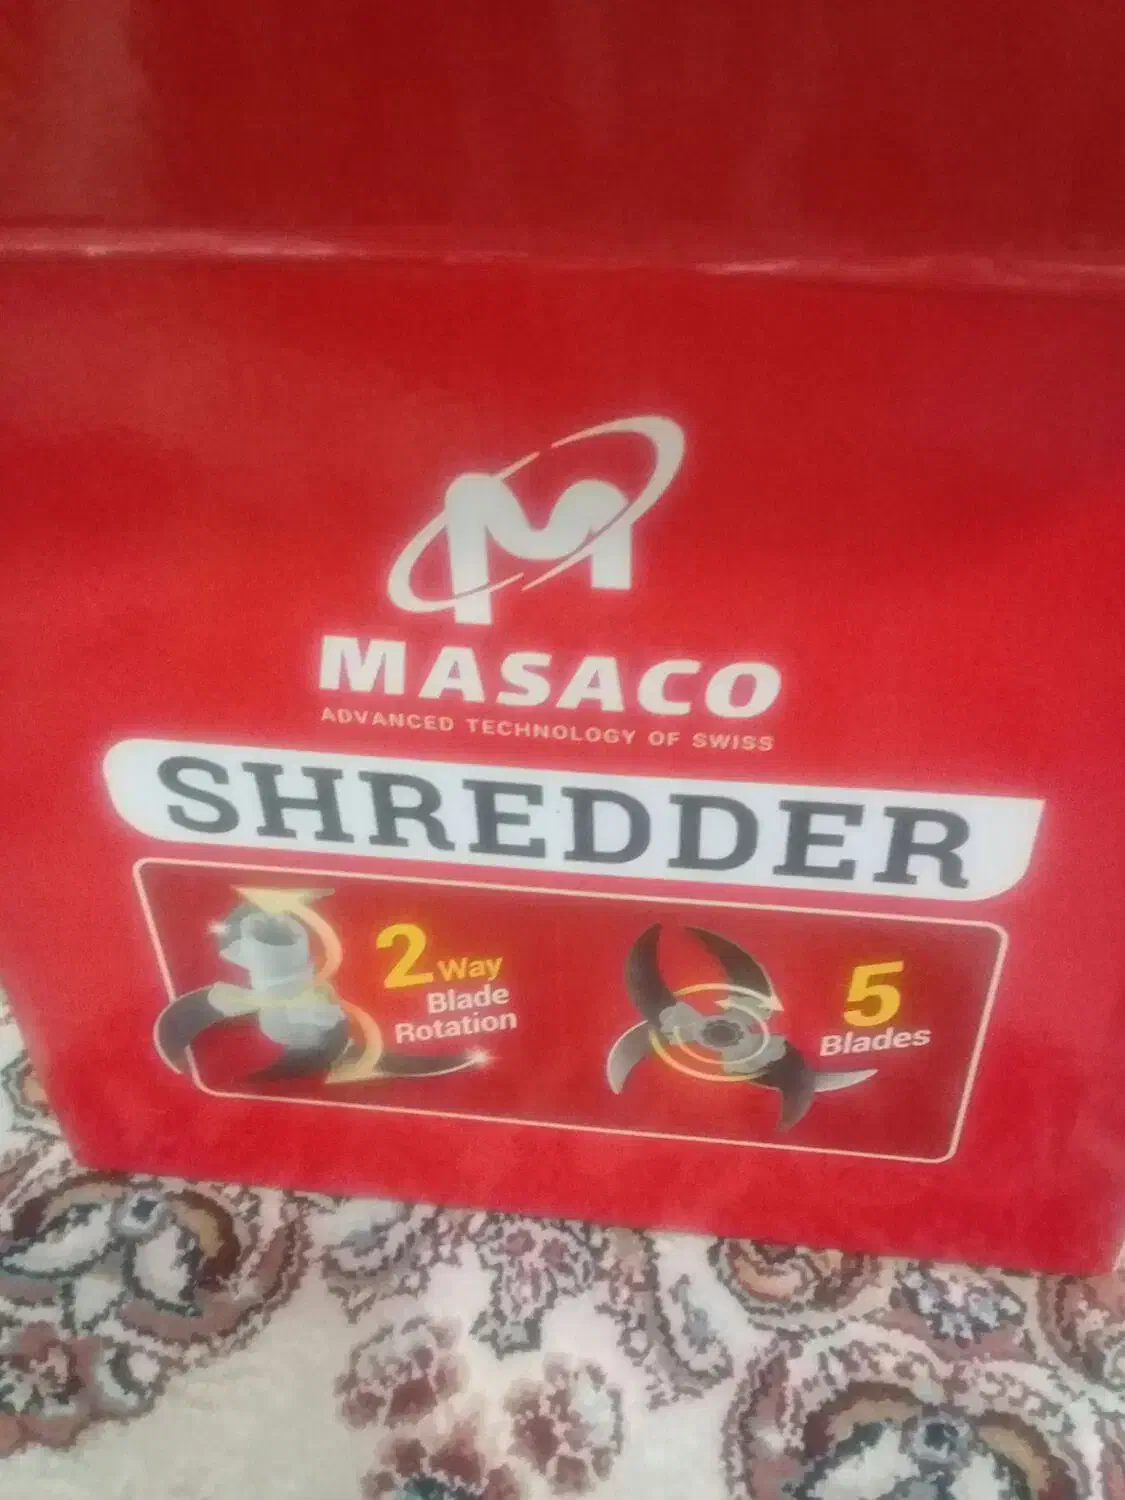 MASACO
ADVANCED TECHNOLOGY OF SWISS
SHREDDER
2 Way
Blade
Rotation
5
Blades